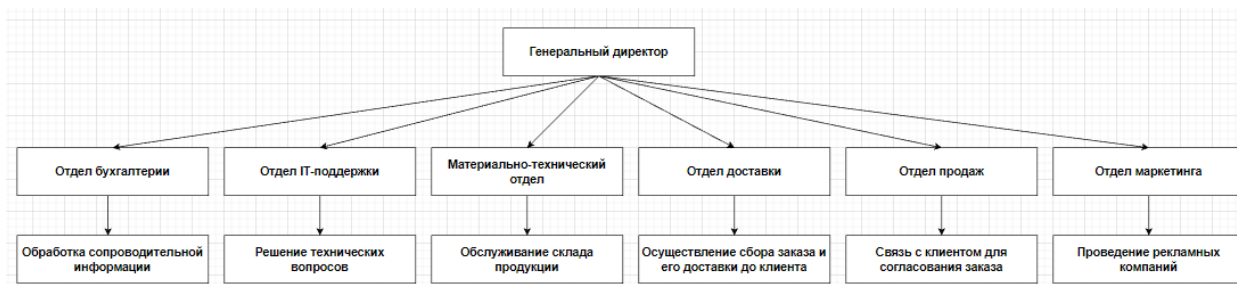 Генеральный директор
Отдел бухгалтерии
Отдел IT-поддержки
Материально-технический
отдел
Отдел доставки
Отдел продаж
Отдел маркетинга
Обработка сопроводительной
информации
Решение технических
вопросов
Обслуживание склада
продукции
Осуществление сбора заказа и
его доставки до клиента
Связь с клиентом для
согласования заказа
Проведение рекламных
компаний